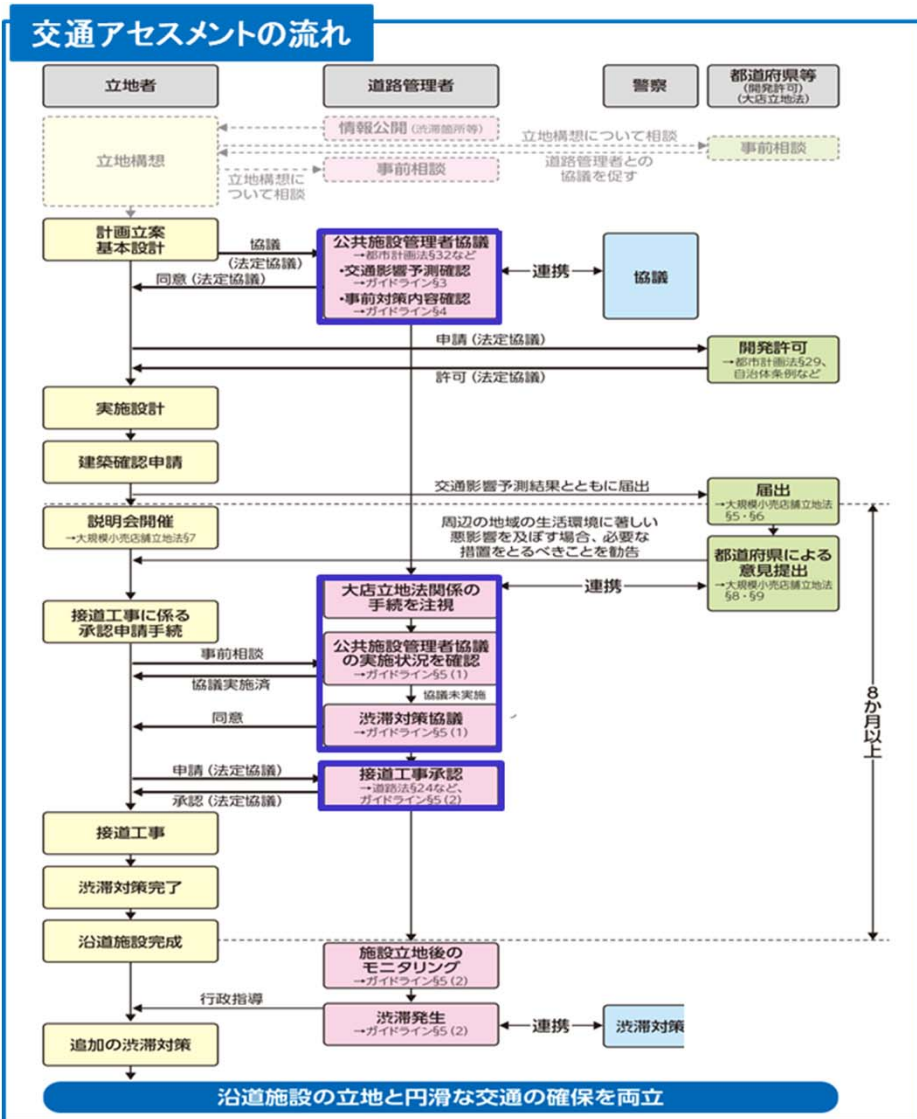 交通アセスメントの流れ
立地者
道路管理者
警察
都道府県等
(開発許可)
(大店立地法)
立地構想
情報公開 (渋滞箇所等)
立地構想について相談
事前相談
道路管理者との
協議を促す
事前相談
立地構想に
ついて相談
計画立案
基本設計
協議
(法定協議)
同意 (法定協議)
公共施設管理者協議
→都市計画法§32など
・交通影響予測確認
→ガイドライン§3
・事前対策内容確認
→ガイドライン§4
連携
協議
申請 (法定協議)
許可 (法定協議)
開発許可
→都市計画法§29、
自治体条例など
実施設計
建築確認申請
交通影響予測結果とともに届出
届出
→大規模小売店舗立地法
§5・§6
説明会開催
→大規模小売店舗立地法§7
周辺の地域の生活環境に著しい
悪影響を及ぼす場合、必要な
措置をとるべきことを勧告
都道府県による
意見提出
→大規模小売店舗立地法
§8・§9
大店立地法関係の
手続を注視
連携
接道工事に係る
承認申請手続
事前相談
協議実施済
公共施設管理者協議
の実施状況を確認
→ガイドライン§5 (1)
協議未実施
同意
渋滞対策協議
→ガイドライン§5 (1)
8か月以上
申請 (法定協議)
承認 (法定協議)
接道工事承認
→道路法§24など、
ガイドライン§5 (2)
接道工事
渋滞対策完了
沿道施設完成
施設立地後の
モニタリング
→ガイドライン§5 (2)
行政指導
渋滞発生
→ガイドライン§5 (2)
連携
渋滞対策
追加の渋滞対策
沿道施設の立地と円滑な交通の確保を両立